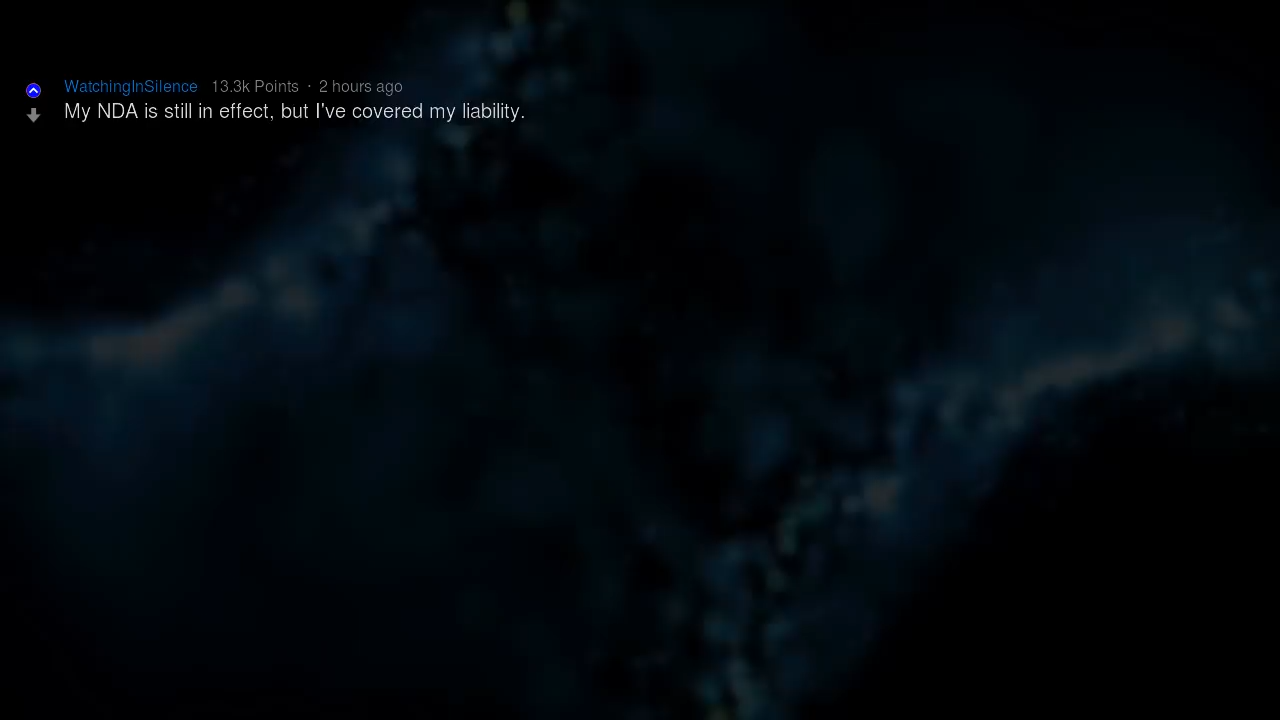 WatchingInSilence 13.3k Points · 2 hours ago
My NDA is still in effect, but I've covered my liability.